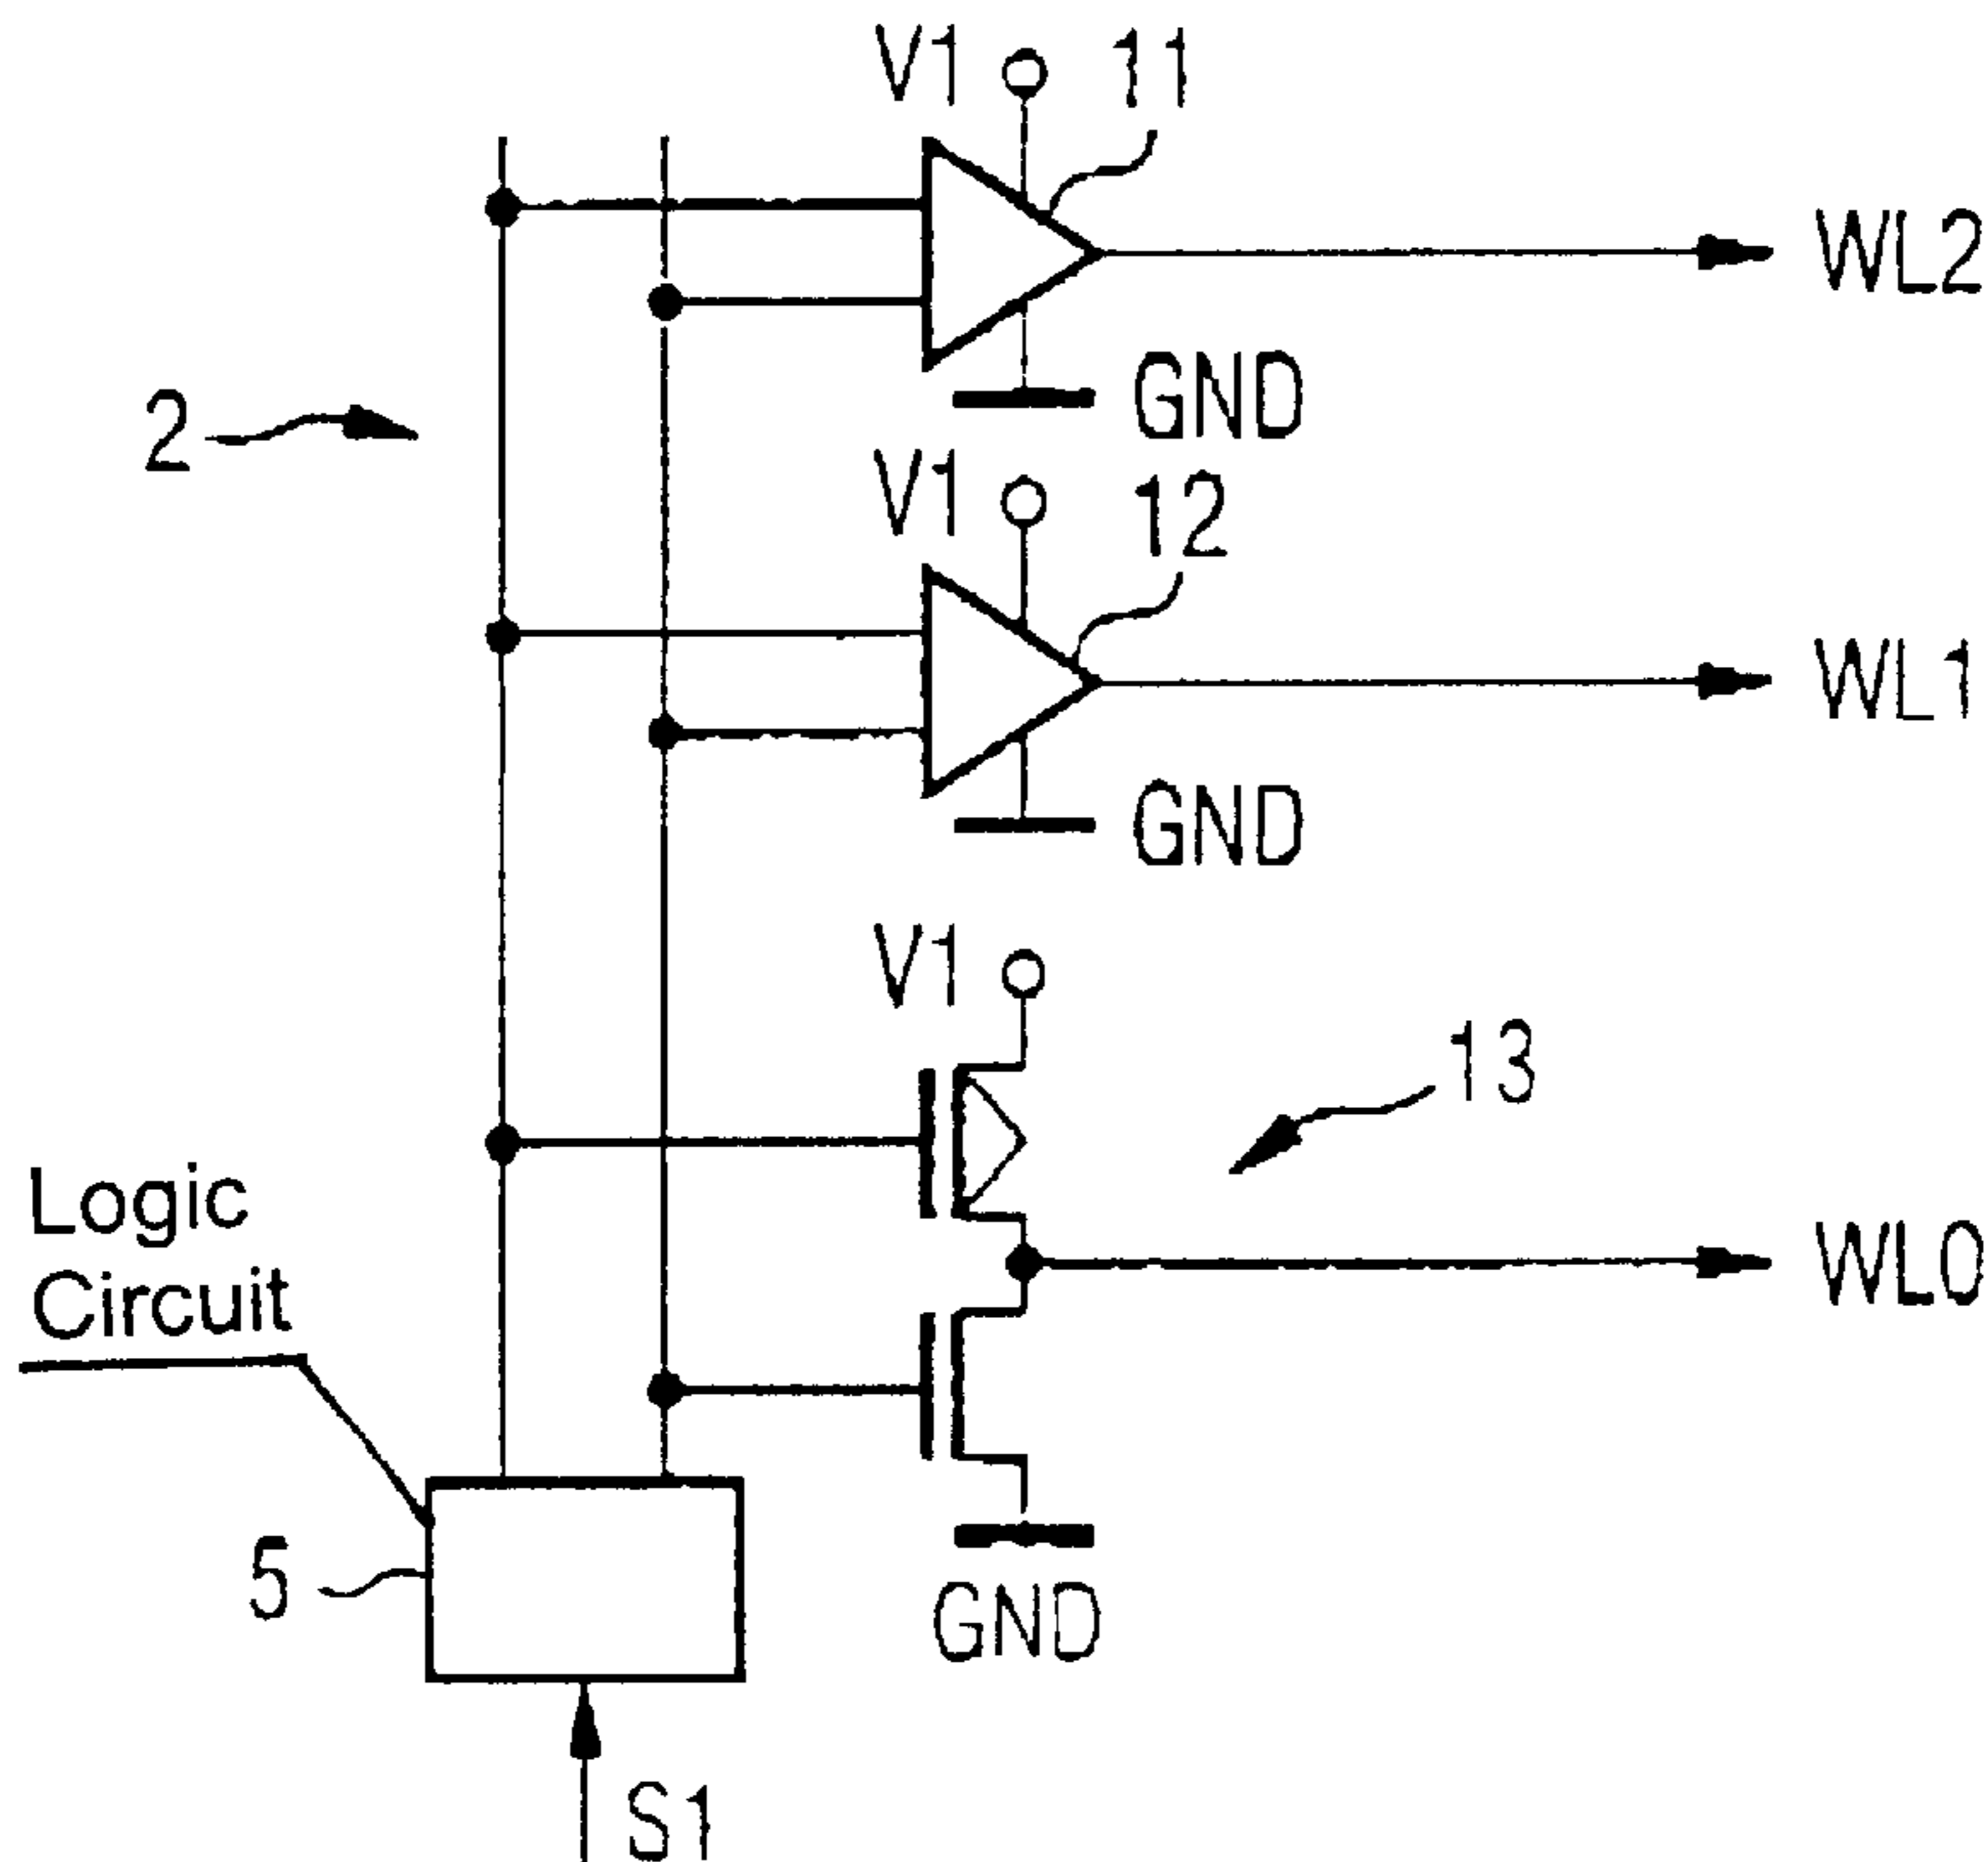 V1 11
WL2
GND
2
V1 12
WL1
GND
V1
13
Logic
Circuit
WL0
5
GND
S1